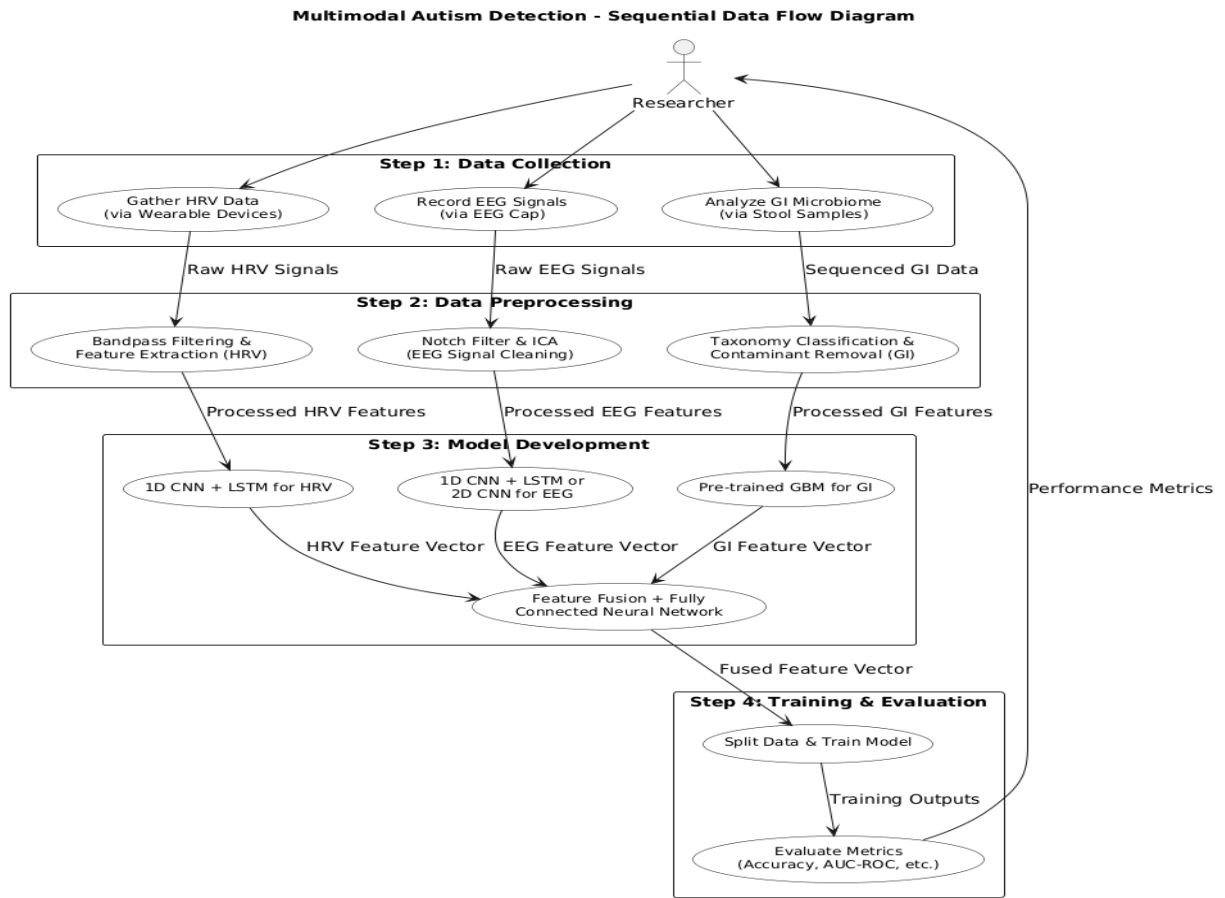 Multimodal Autism Detection - Sequential Data Flow Diagram
Researcher
Step 1: Data Collection
Gather HRV Data
(via Wearable Devices)
Record EEG Signals
(via EEG Cap)
Analyze GI Microbiome
(via Stool Samples)
Raw HRV Signals
Raw EEG Signals
Sequenced GI Data
Step 2: Data Preprocessing
Bandpass Filtering &
Feature Extraction (HRV)
Notch Filter & ICA
(EEG Signal Cleaning)
Taxonomy Classification &
Contaminant Removal (GI)
Processed HRV Features
Processed EEG Features
Processed GI Features
Step 3: Model Development
1D CNN + LSTM for HRV
1D CNN + LSTM or
2D CNN for EEG
Pre-trained GBM for GI
Performance Metrics
HRV Feature Vector
EEG Feature Vector
GI Feature Vector
Feature Fusion + Fully
Connected Neural Network
Fused Feature Vector
Step 4: Training & Evaluation
Split Data & Train Model
Training Outputs
Evaluate Metrics
(Accuracy, AUC-ROC, etc.)